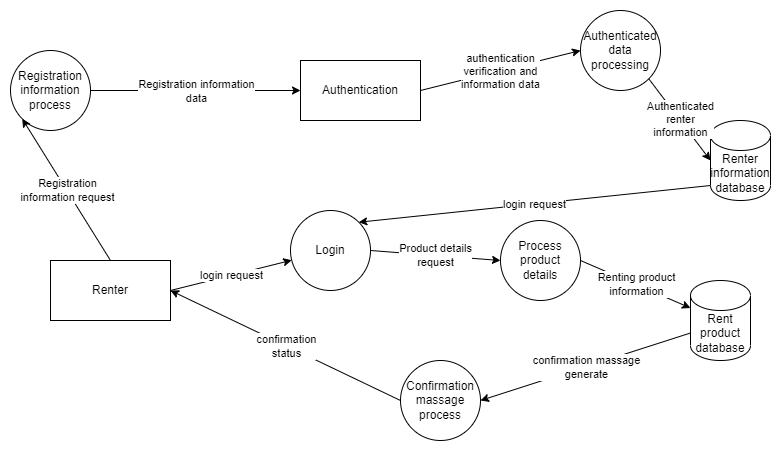 Authenticated
data
processing
Registration
information
process
Registration information
data
Authentication
authentication
verification and
information data
Authenticated
renter
information
Renter
information
database
Registration
information request
login request
Login
Product details
request
Process
product
details
login request
Renter
Renting product
information
Rent
product
database
confirmation
status
confirmation massage
generate
Confirmation
massage
process